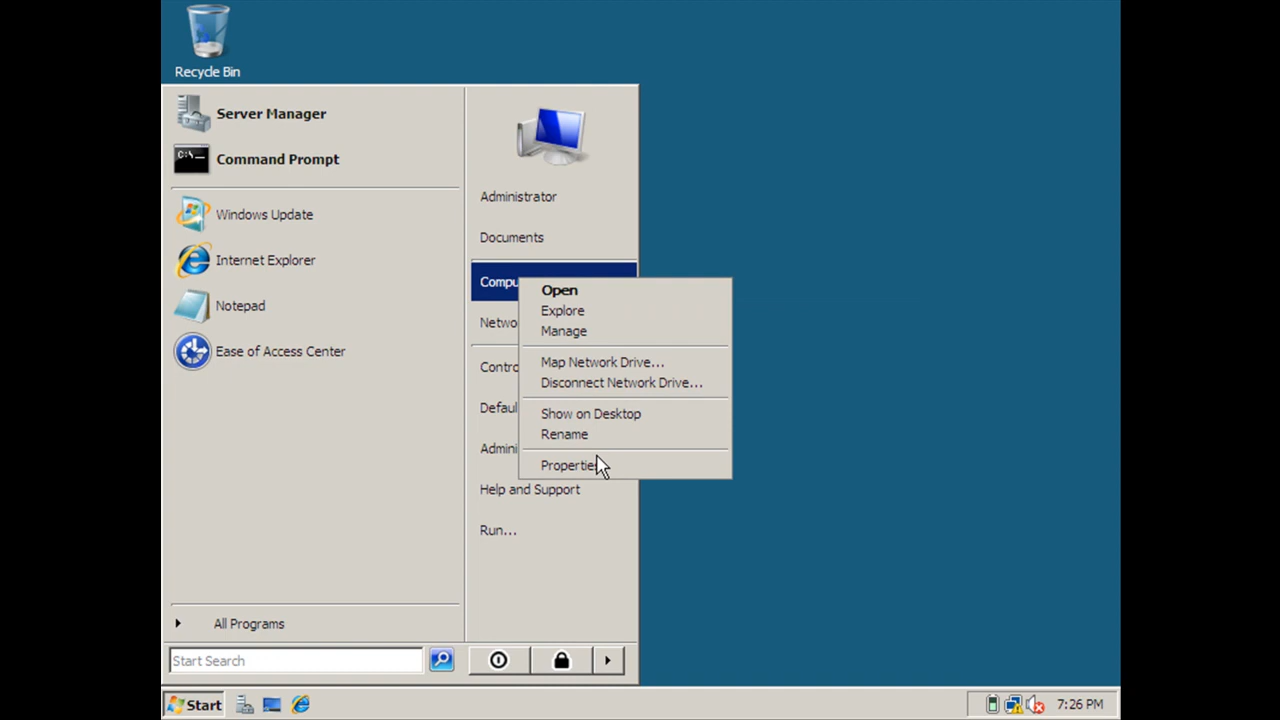 Recycle Bin
Server Manager
Command Prompt
C:\
Windows Update
Internet Explorer
Notepad
Ease of Access Center
All Programs
Start Search
Administrator
Documents
Compu
Netwo
Contro
Defaul
Admini
Help and Support
Run...
Open
Explore
Manage
Map Network Drive...
Disconnect Network Drive...
Show on Desktop
Rename
Properties
Start
7:26 PM